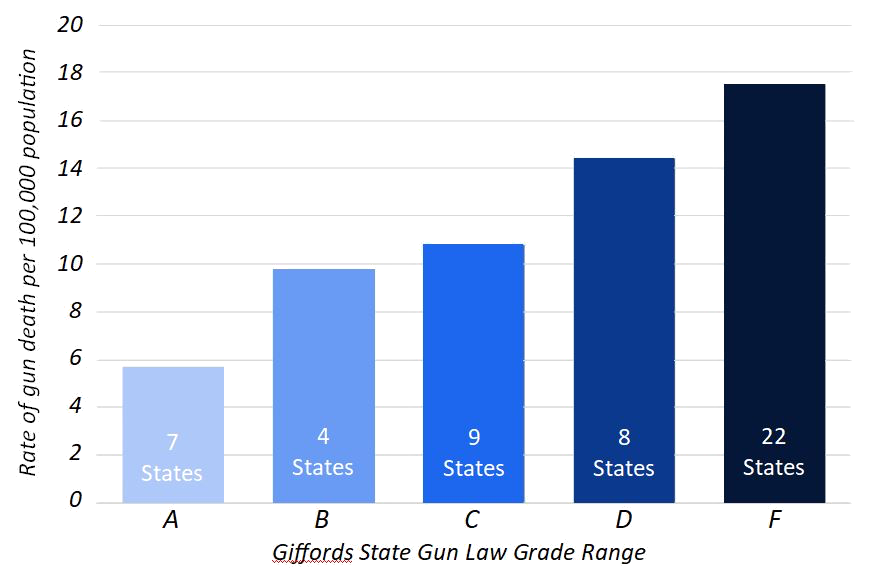 20
18
16
14
12
10
8
6
4
2
0
Rate of gun death per 100,000 population
7
States
4
States
9
States
8
States
22
States
A B C D F
Giffords State Gun Law Grade Range